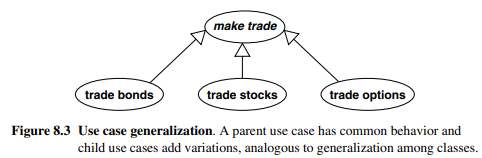 make trade
trade bonds trade stocks trade options
Figure 8.3 Use case generalization. A parent use case has common behavior and
child use cases add variations, analogous to generalization among classes.